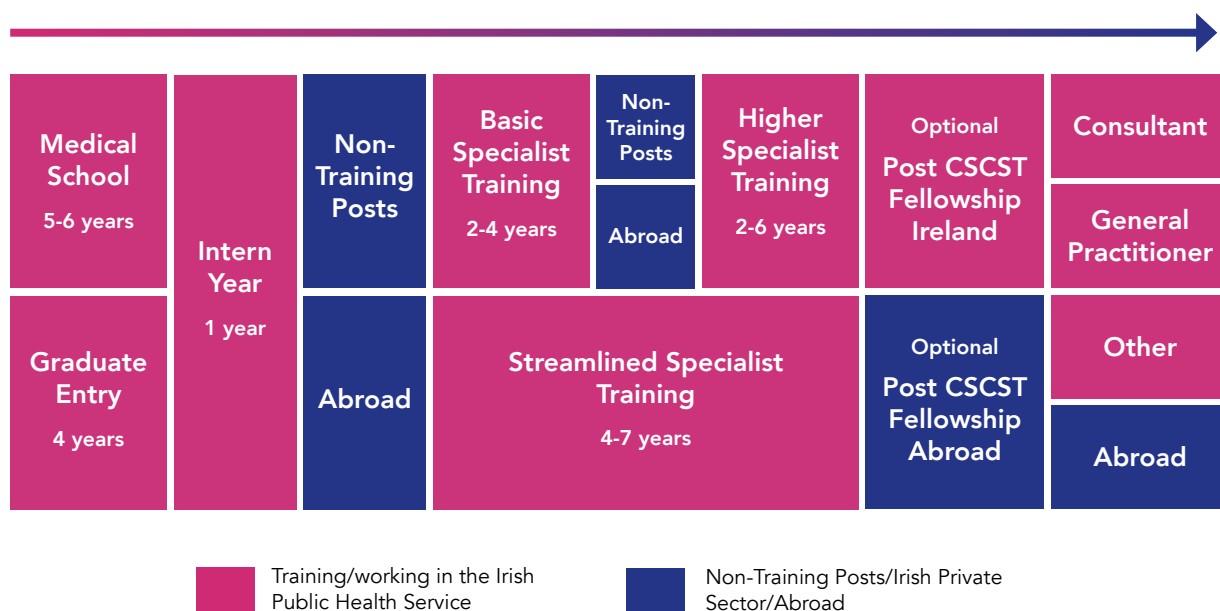 Medical
School
5-6 years
Graduate
Entry
4 years
Intern
Year
1 year
Non-
Training
Posts
Abroad
Basic
Specialist
Training
2-4 years
Non-
Training
Posts
Abroad
Higher
Specialist
Training
2-6 years
Streamlined Specialist
Training
4-7 years
Optional
Post CSCST
Fellowship
Ireland
Optional
Post CSCST
Fellowship
Abroad
Consultant
General
Practitioner
Other
Abroad
Training/working in the Irish
Public Health Service
Non-Training Posts/Irish Private
Sector/Abroad